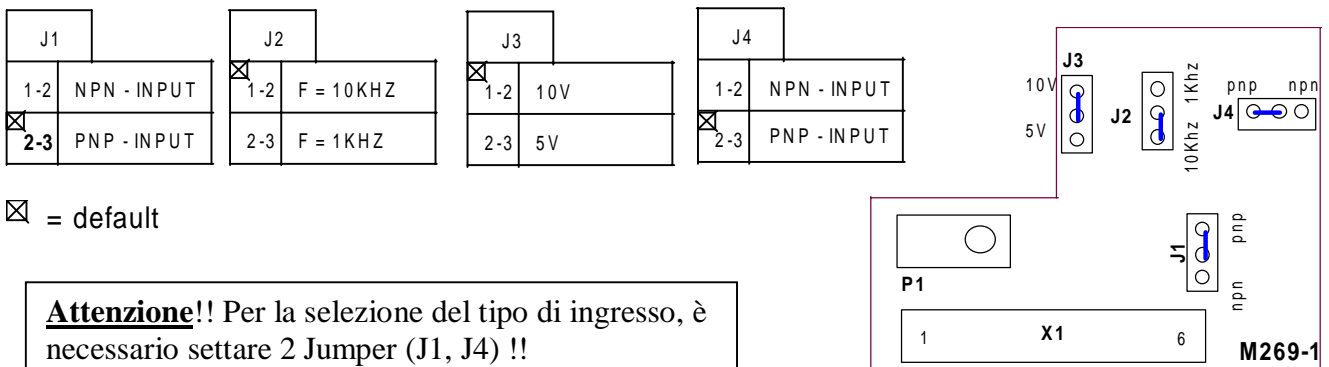 J1
1-2 NPN - INPUT
2-3 PNP - INPUT
J2
1-2 F = 10KHZ
2-3 F = 1KHZ
J3
1-2 10V
2-3 5V
J4
1-2 NPN - INPUT
2-3 PNP - INPUT
= default
Attenzione!! Per la selezione del tipo di ingresso, è
necessario settare 2 Jumper (J1, J4) !!
J3
10V
5V
J2
10Khz 1Khz
pnp npn
J4
J1
pnp
npn
P1
1 X1 6
M269-1